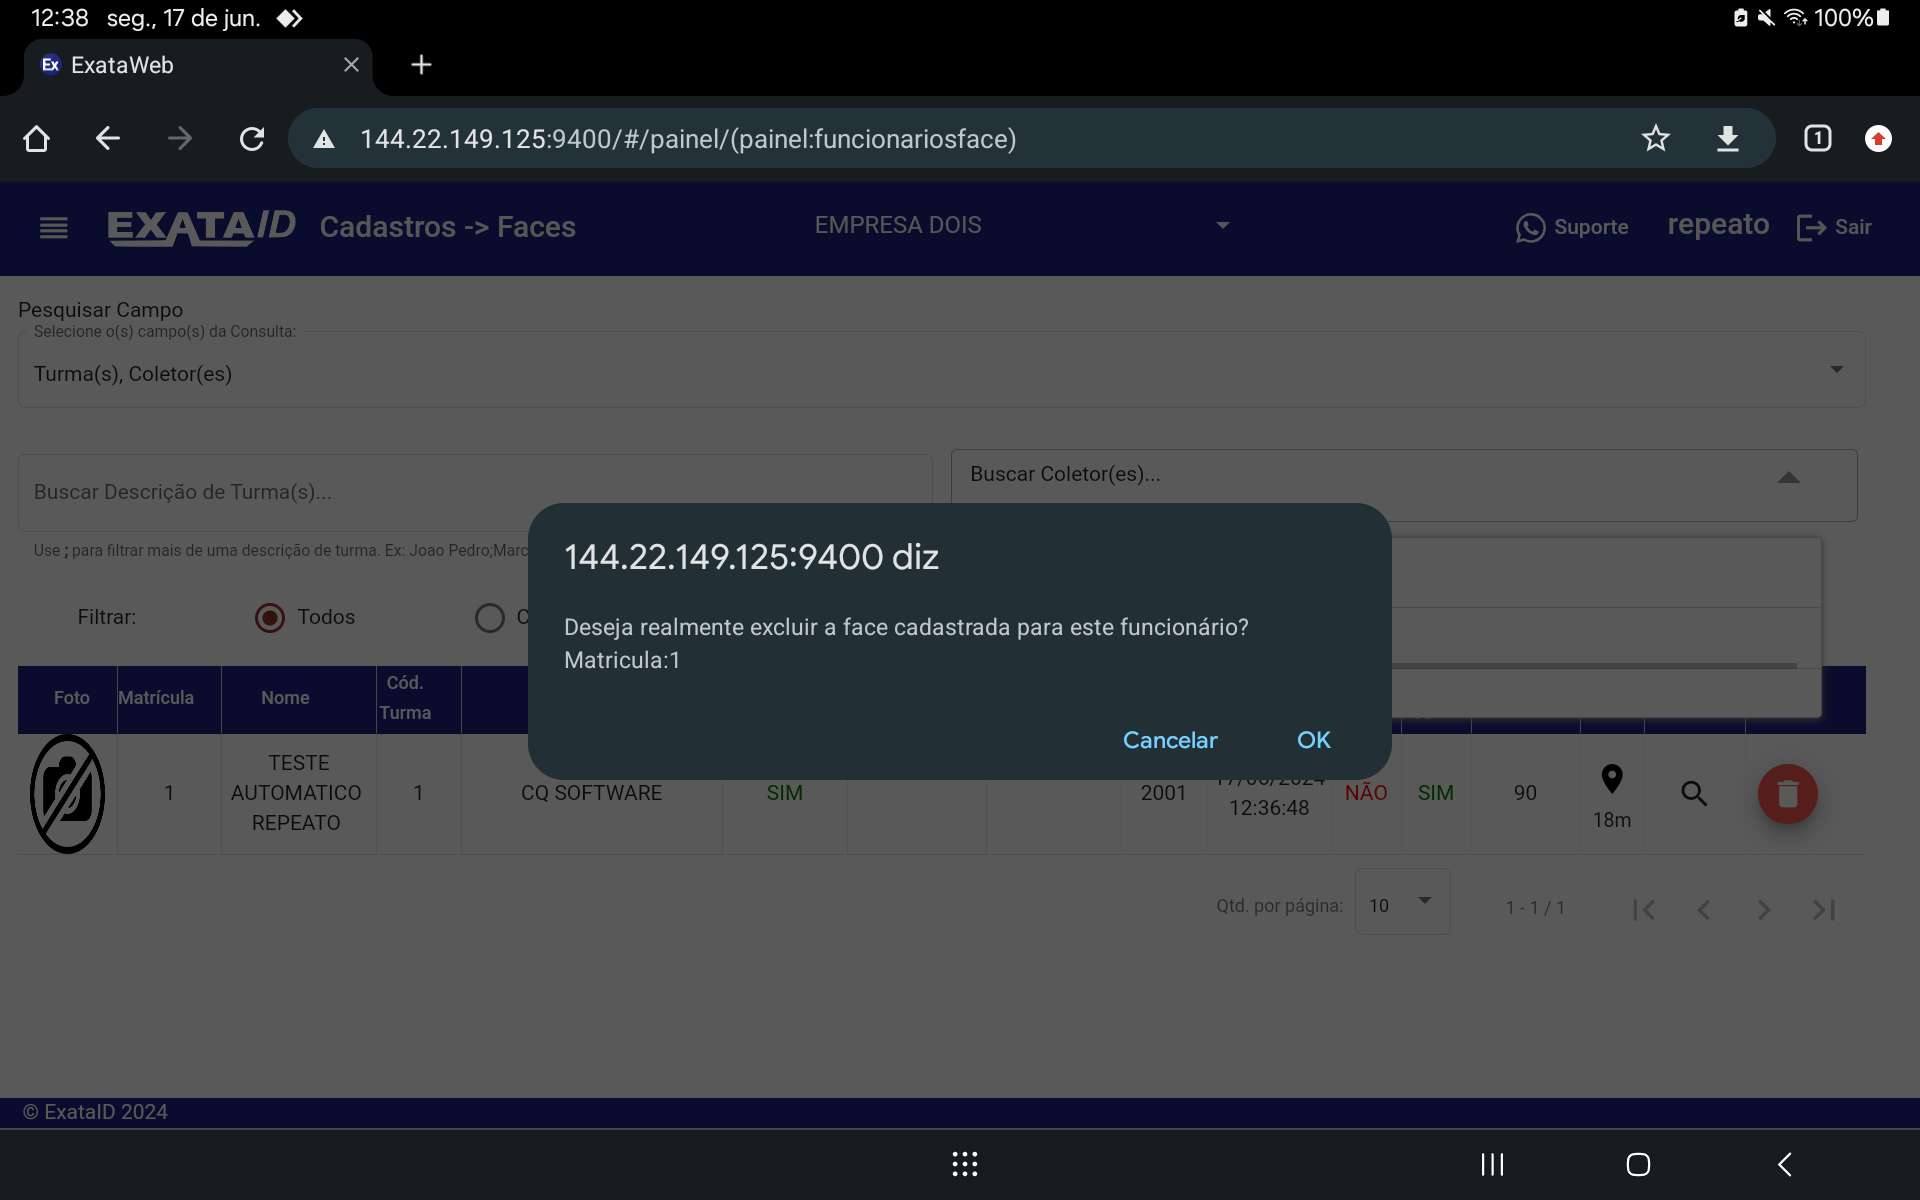 12:38 seg., 17 de jun.
100%
Ex ExataWeb
144.22.149.125:9400/#/painel/(painel:funcionariosface)
1
EXATA/D Cadastros -> Faces
EMPRESA DOIS
Suporte
repeato
Sair
Pesquisar Campo
Selecione o(s) campo(s) da Consulta:
Turma(s), Coletor(es)
Buscar Descrição de Turma(s)...
Buscar Coletor(es)...
Use ; para filtrar mais de uma descrição de turma. Ex: Joao Pedro;Marc
144.22.149.125:9400 diz
Deseja realmente excluir a face cadastrada para este funcionário?
Matricula:1
Cancelar
OK
Filtrar:
Todos
C
Foto
Matrícula
Nome
Cód.
Turma
1
TESTE
AUTOMATICO
REPEATO
1
CQ SOFTWARE
SIM
2001
12:36:48
NÃO
SIM
90
18m
Qtd. por página:
10
1 - 1 / 1
© ExataID 2024